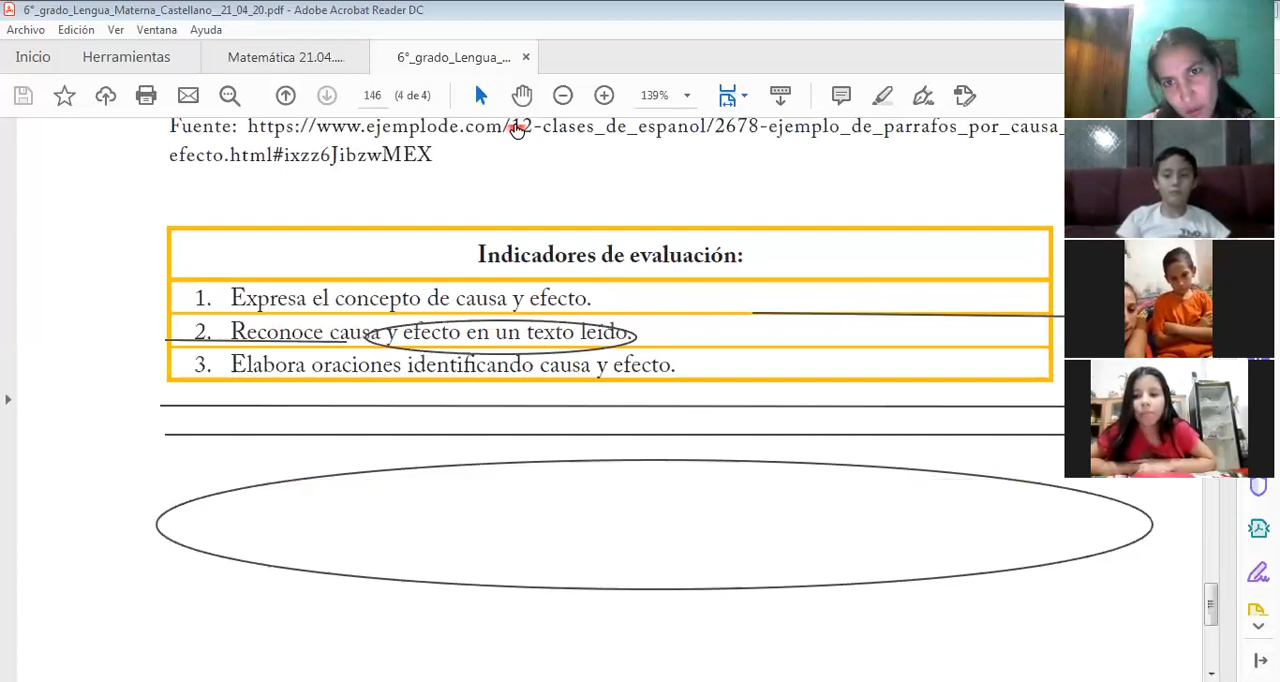 6°_grado_Lengua_Materna_Castellano__21_04_20.pdf - Adobe Acrobat Reader DC
Archivo Edición Ver Ventana Ayuda
Inicio Herramientas Matemática 21.04.... 6°_grado_Lengua_... ×
146 (4 de 4) 139%
Fuente: https://www.ejemplode.com/12-clases_de_espanol/2678-ejemplo_de_parrafos_por_causa_
efecto.html#ixzz6JibzwMEX
Indicadores de evaluación:
1. Expresa el concepto de causa y efecto.
2. Reconoce causa y efecto en un texto leído.
3. Elabora oraciones identificando causa y efecto.